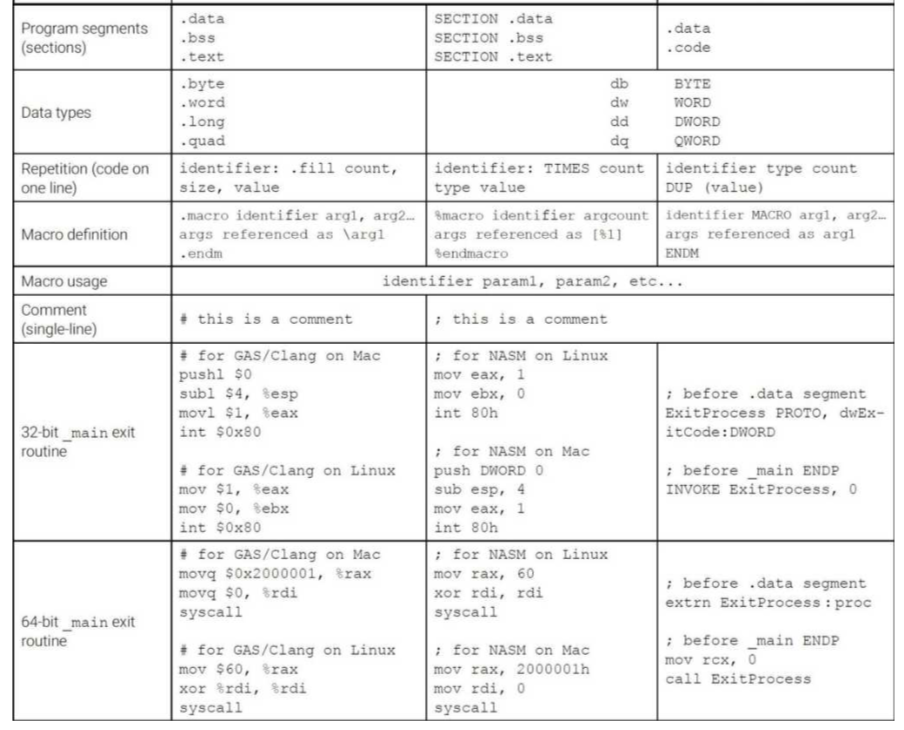 Program segments
(sections)
.data
.bss
.text
SECTION .data
SECTION .bss
SECTION .text
.data
.code
Data types
.byte
.word
.long
.quad
db
dw
dd
dq
BYTE
WORD
DWORD
QWORD
Repetition (code on
one line)
identifier: .fill count,
size, value
identifier: TIMES count
type value
identifier type count
DUP (value)
Macro definition
.macro identifier arg1, arg2…
args referenced as \arg1
.endm
%macro identifier argcount
args referenced as [%1]
%endmacro
identifier MACRO arg1, arg2…
args referenced as arg1
ENDM
Macro usage
identifier param1, param2, etc...
Comment
(single-line)
# this is a comment
; this is a comment
32-bit _main exit
routine
# for GAS/Clang on Mac
pushl $0
subl $4, %esp
movl $1, %eax
int $0x80
# for GAS/Clang on Linux
mov $1, %eax
mov $0, %ebx
int $0x80
; for NASM on Linux
mov eax, 1
mov ebx, 0
int 80h
; for NASM on Mac
push DWORD 0
sub esp, 4
mov eax, 1
int 80h
; before .data segment
ExitProcess PROTO, dwEx-
itCode:DWORD
; before _main ENDP
INVOKE ExitProcess, 0
64-bit _main exit
routine
# for GAS/Clang on Mac
movq $0x2000001, %rax
movq $0, %rdi
syscall
# for GAS/Clang on Linux
mov $60, %rax
xor %rdi, %rdi
syscall
; for NASM on Linux
mov rax, 60
xor rdi, rdi
syscall
; for NASM on Mac
mov rax, 2000001h
mov rdi, 0
syscall
; before .data segment
extrn ExitProcess:proc
; before _main ENDP
mov rcx, 0
call ExitProcess